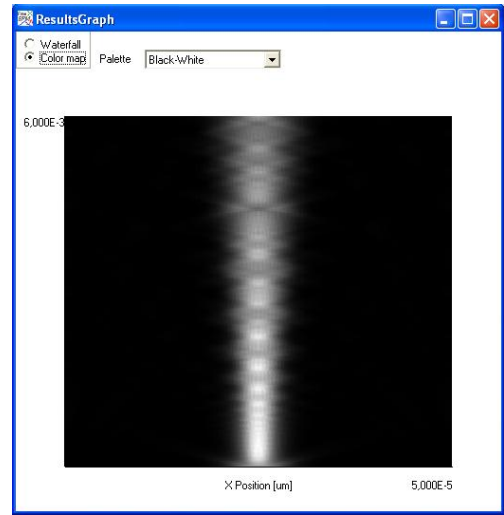 ResultsGraph
Waterfall
Color map
Palette
Black-White
6,000E-3
X Position [um]
5,000E-5